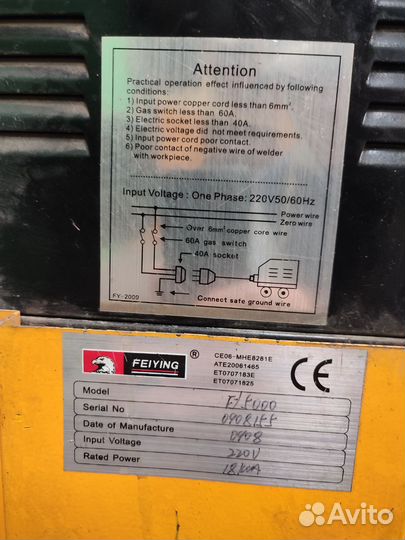 Attention
Practical operation effect influenced by following
conditions:
1) Input power copper cord less than 6mm².
2) Gas switch less than 60A.
3) Electric socket less than 40A.
4) Electric voltage did not meet requirements.
5) Input power cord poor contact.
6) Poor contact of negative wire of welder
with workpiece.
Input Voltage : One Phase: 220V50/60Hz
Power wire
Zero wire
Over 6mm² copper core wire
60A gas switch
40A socket
FY-2009
Connect safe ground wire
FEIYING ®
CE06-MHE8281E
ATE20061465
ET0707183E
ET07071825
CE
Model
Serial No
Date of Manufacture 0908
Input Voltage 220V
Rated Power
Avito